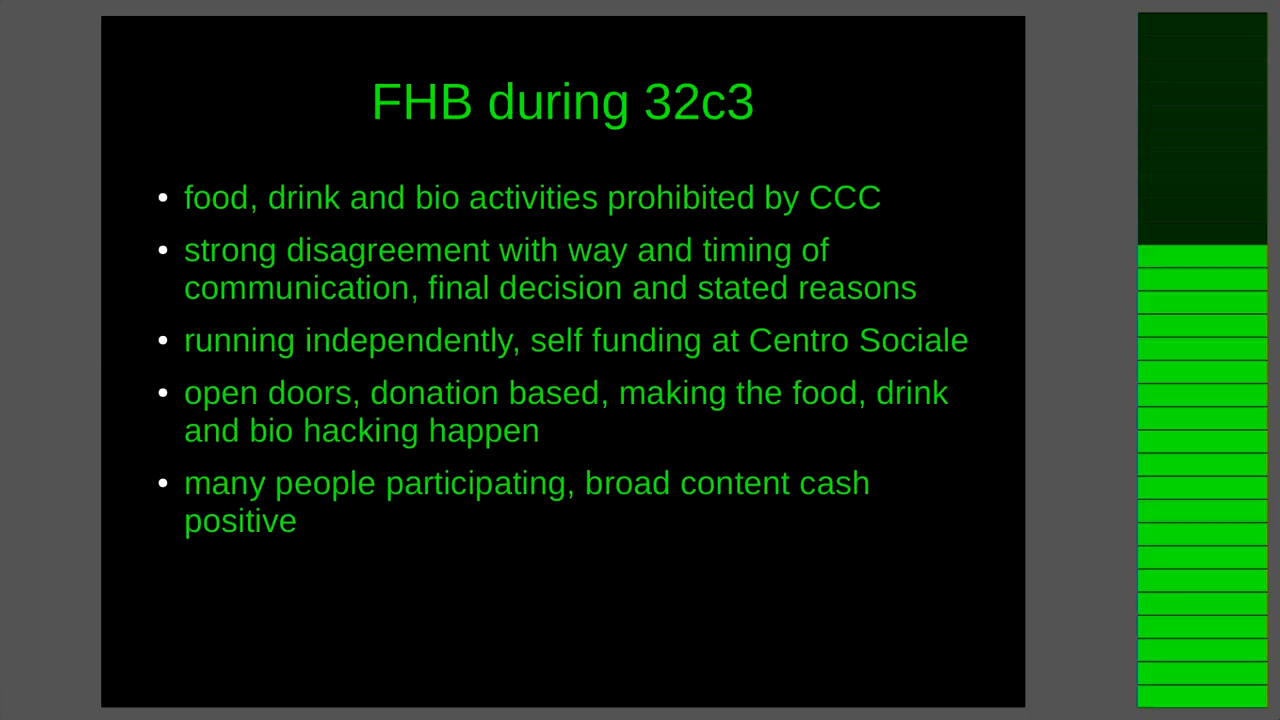 FHB during 32c3
• food, drink and bio activities prohibited by CCC
• strong disagreement with way and timing of
communication, final decision and stated reasons
• running independently, self funding at Centro Sociale
• open doors, donation based, making the food, drink
and bio hacking happen
• many people participating, broad content cash
positive